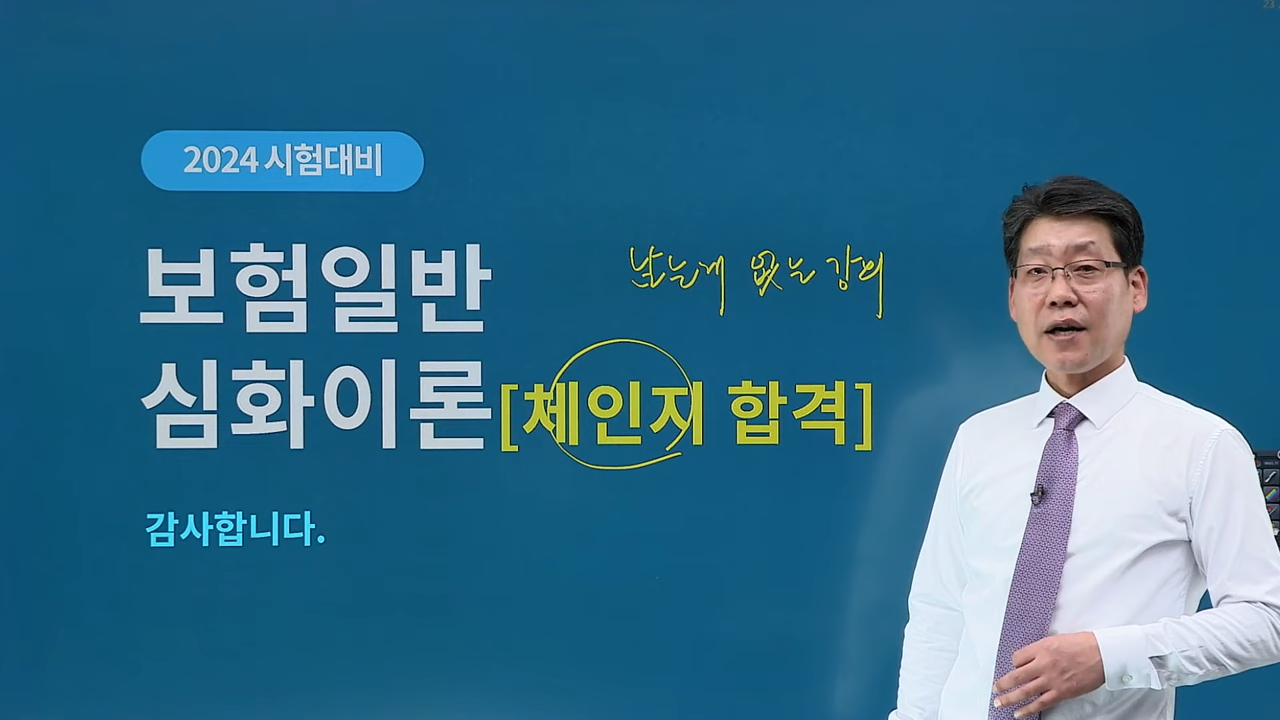 2024 시험대비
보험일반
남는게 없는 강의
심화이론[체인지 합격]
감사합니다.